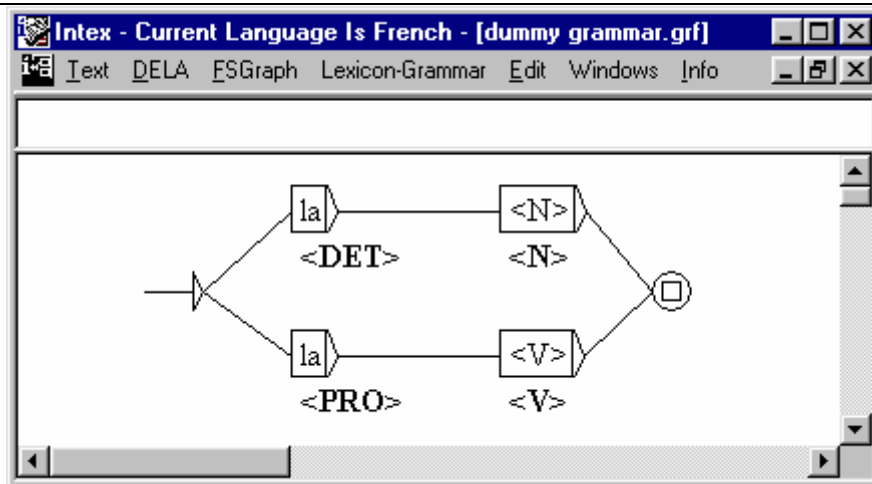 Intex - Current Language Is French - [dummy grammar.grf]
Text DELA FSGraph Lexicon-Grammar Edit Windows Info
la <N>
<DET> <N>
la <V>
<PRO> <V>